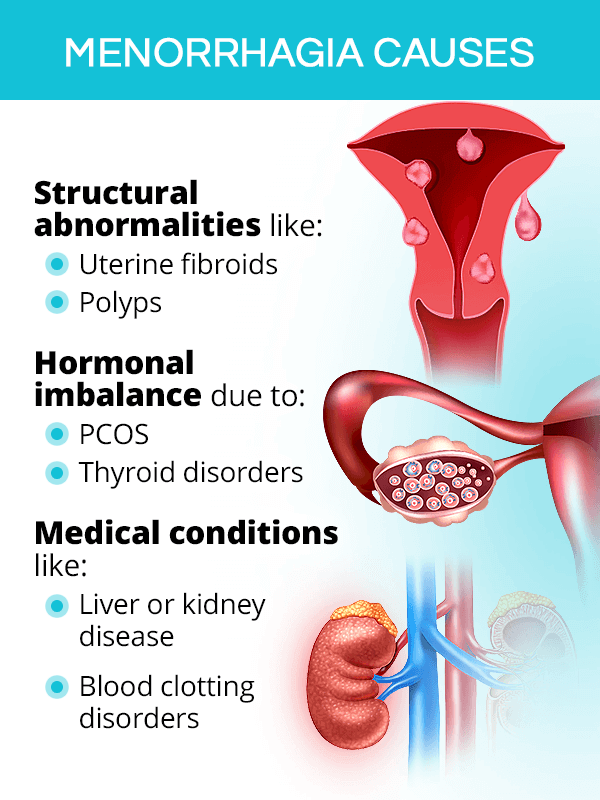 MENORRHAGIA CAUSES
Structural
abnormalities like:
Uterine fibroids
Polyps
Hormonal
imbalance due to:
PCOS
Thyroid disorders
Medical conditions
like:
Liver or kidney
disease
Blood clotting
disorders